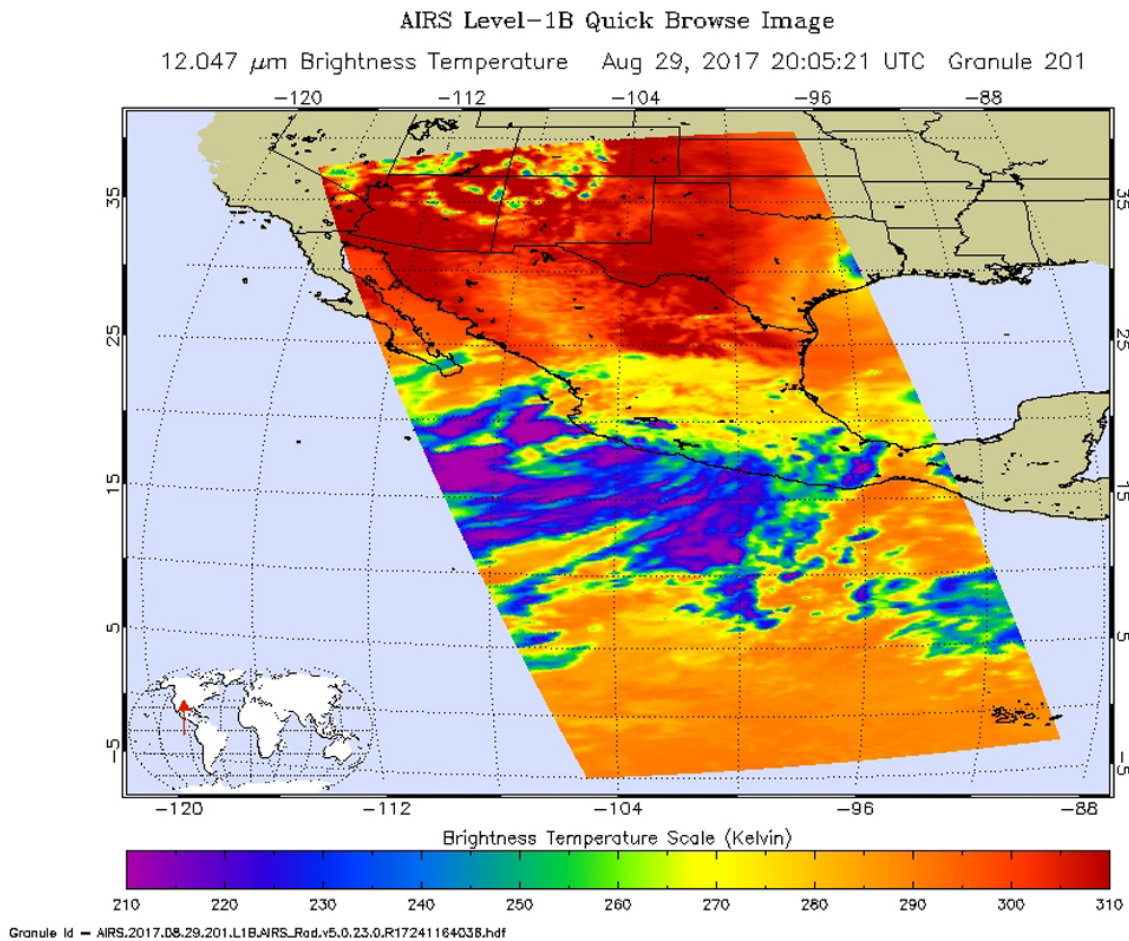 AIRS Level-1B Quick Browse Image
12.047 μm Brightness Temperature Aug 29, 2017 20:05:21 UTC Granule 201
-120 -112 -104 -96 -88
35 35
25 25
15 15
5 5
-5 -5
-120 -112 -104 -96 -88
Brightness Temperature Scale (Kelvin)
210 220 230 240 250 260 270 280 290 300 310
Granule Id - AIRS.2017.08.29.201.L1B.AIRS_Rad.v5.0.23.0.R17241164036.hdf